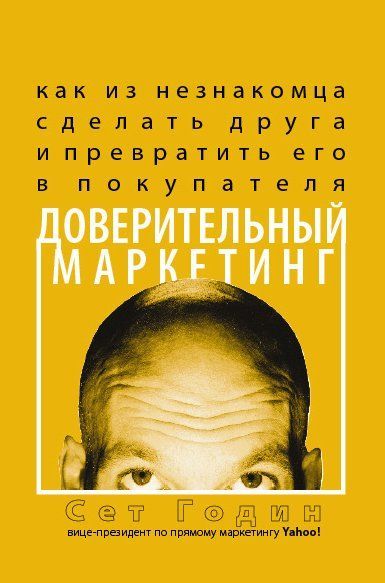 как из незнакомца
сделать друга
и превратить его
в покупателя
ДОВЕРИТЕЛЬНЫЙ
МАРКЕТИНГ
Сет Годин
вице-президент по прямому маркетингу Yahoo!